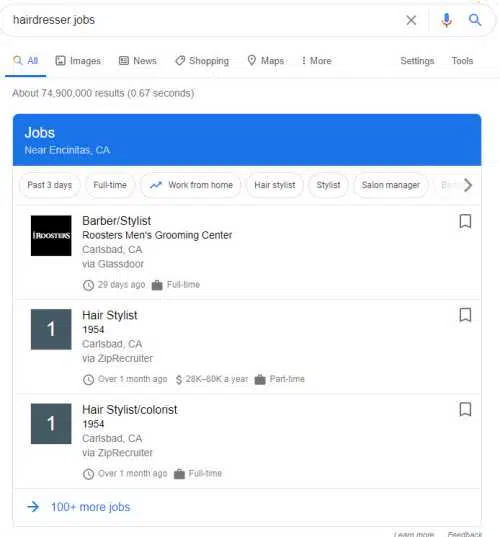 hairdresser jobs
All Images News Shopping Maps More Settings Tools
About 74,900,000 results (0.67 seconds)
Jobs
Near Encinitas, CA
Past 3 days Full-time Work from home Hair stylist Stylist Salon manager
ROOSTERS
Barber/Stylist
Roosters Men's Grooming Center
Carlsbad, CA
via Glassdoor
29 days ago Full-time
1
Hair Stylist
1954
Carlsbad, CA
via ZipRecruiter
Over 1 month ago 28K–60K a year Part-time
1
Hair Stylist/colorist
1954
Carlsbad, CA
via ZipRecruiter
Over 1 month ago Full-time
100+ more jobs
Learn more Feedback